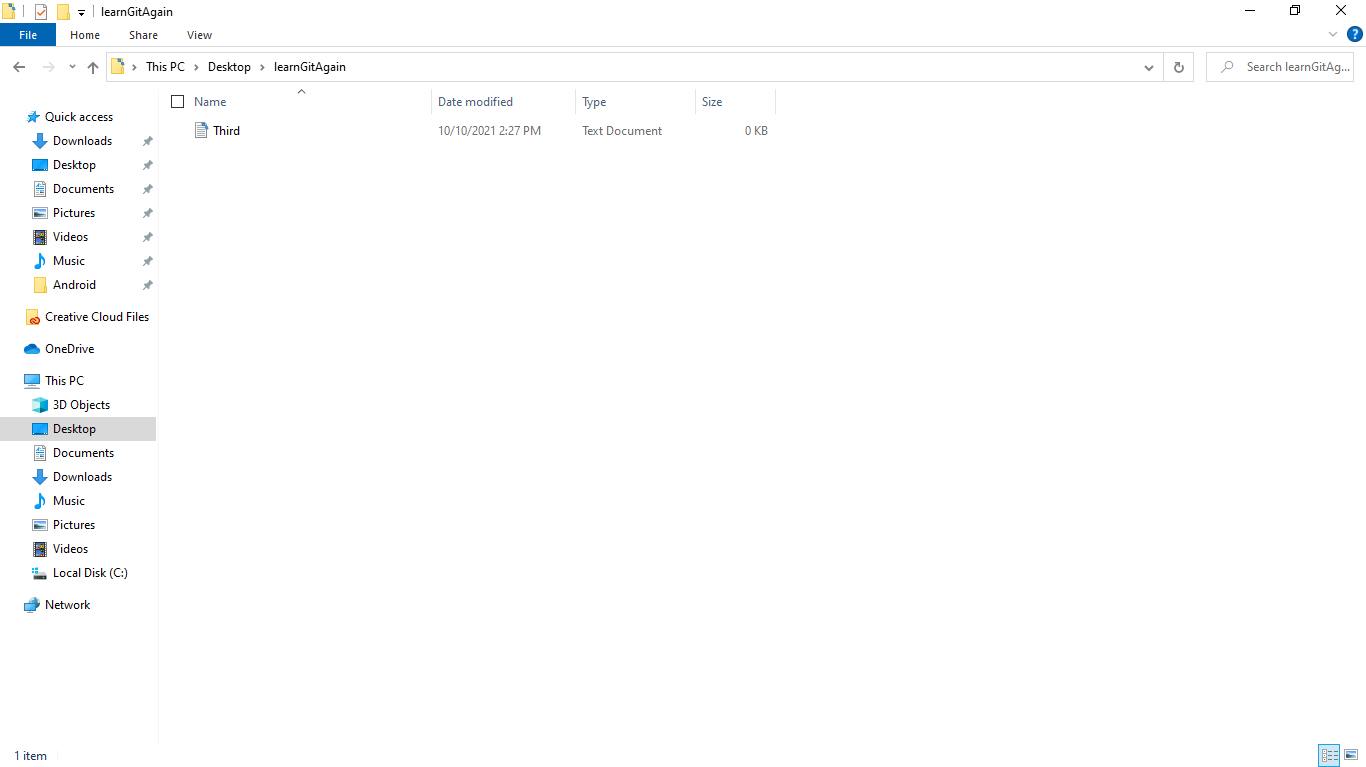 learnGitAgain
File Home Share View
This PC Desktop learnGitAgain Search learnGitAg...
Name Date modified Type Size
Third 10/10/2021 2:27 PM Text Document 0 KB
Quick access
Downloads
Desktop
Documents
Pictures
Videos
Music
Android
Creative Cloud Files
OneDrive
This PC
3D Objects
Desktop
Documents
Downloads
Music
Pictures
Videos
Local Disk (C:)
Network
1 item